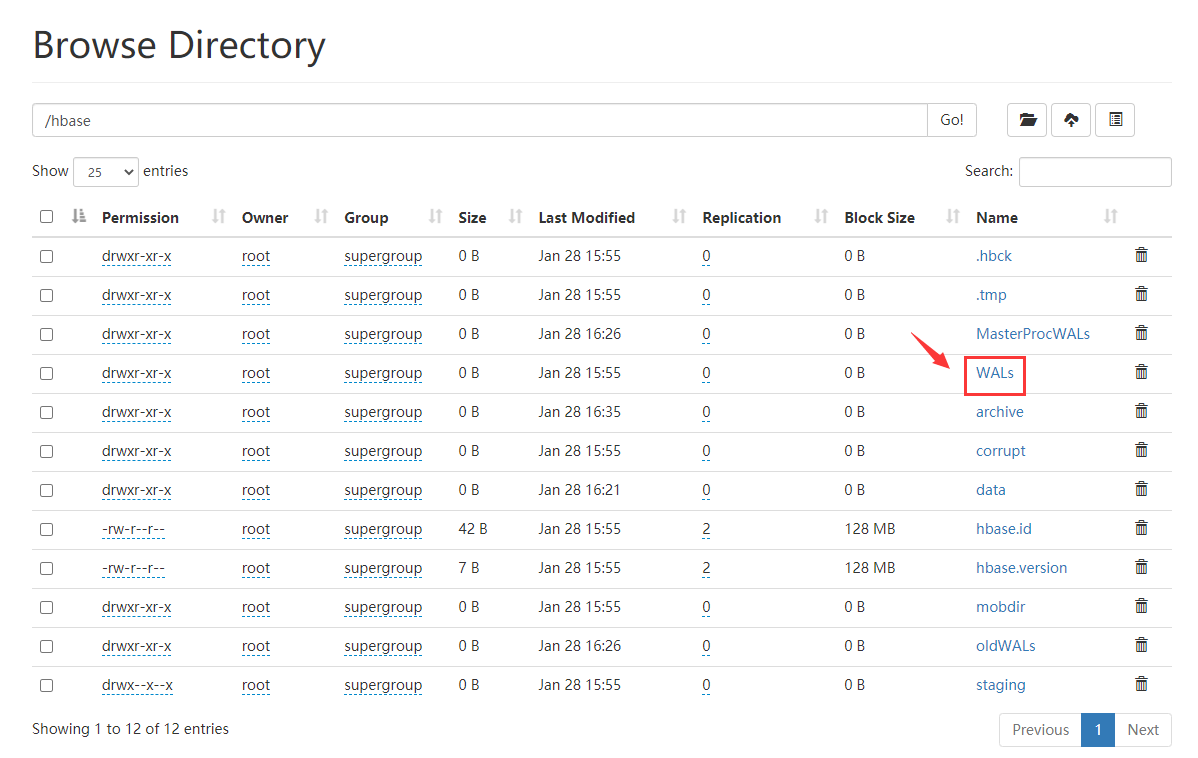 Browse Directory
/hbase Go!
Show 25 entries Search:
Permission Owner Group Size Last Modified Replication Block Size Name
drwxr-xr-x root supergroup 0 B Jan 28 15:55 0 0 B .hbck
drwxr-xr-x root supergroup 0 B Jan 28 15:55 0 0 B .tmp
drwxr-xr-x root supergroup 0 B Jan 28 16:26 0 0 B MasterProcWALs
drwxr-xr-x root supergroup 0 B Jan 28 15:55 0 0 B WALs
drwxr-xr-x root supergroup 0 B Jan 28 16:35 0 0 B archive
drwxr-xr-x root supergroup 0 B Jan 28 15:55 0 0 B corrupt
drwxr-xr-x root supergroup 0 B Jan 28 16:21 0 0 B data
-rw-r--r-- root supergroup 42 B Jan 28 15:55 2 128 MB hbase.id
-rw-r--r-- root supergroup 7 B Jan 28 15:55 2 128 MB hbase.version
drwxr-xr-x root supergroup 0 B Jan 28 15:55 0 0 B mobdir
drwxr-xr-x root supergroup 0 B Jan 28 16:26 0 0 B oldWALs
drwx--x--x root supergroup 0 B Jan 28 15:55 0 0 B staging
Showing 1 to 12 of 12 entries Previous 1 Next